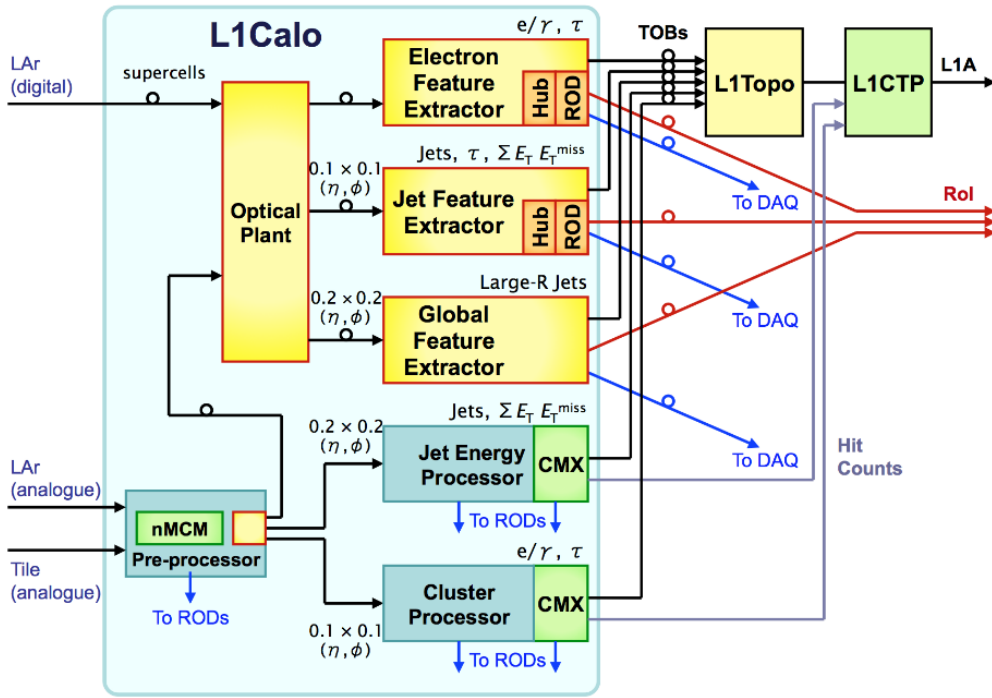 L1Calo
e/γ, τ
LAr
(digital)
supercells
Electron
Feature
Extractor
Hub
ROD
TOBs
L1Topo
L1CTP
L1A
Jets, τ, ΣE_T E_T^miss
0.1 × 0.1
(η,ϕ)
Optical
Plant
Jet Feature
Extractor
Hub
ROD
To DAQ
RoI
Large-R Jets
0.2 × 0.2
(η,ϕ)
Global
Feature
Extractor
To DAQ
To DAQ
Jets, ΣE_T E_T^miss
0.2 × 0.2
(η,ϕ)
Jet Energy
Processor
CMX
Hit
Counts
LAr
(analogue)
nMCM
Pre-processor
To RODs
Tile
(analogue)
To RODs
e/γ, τ
Cluster
Processor
CMX
0.1 × 0.1
(η,ϕ)
To RODs